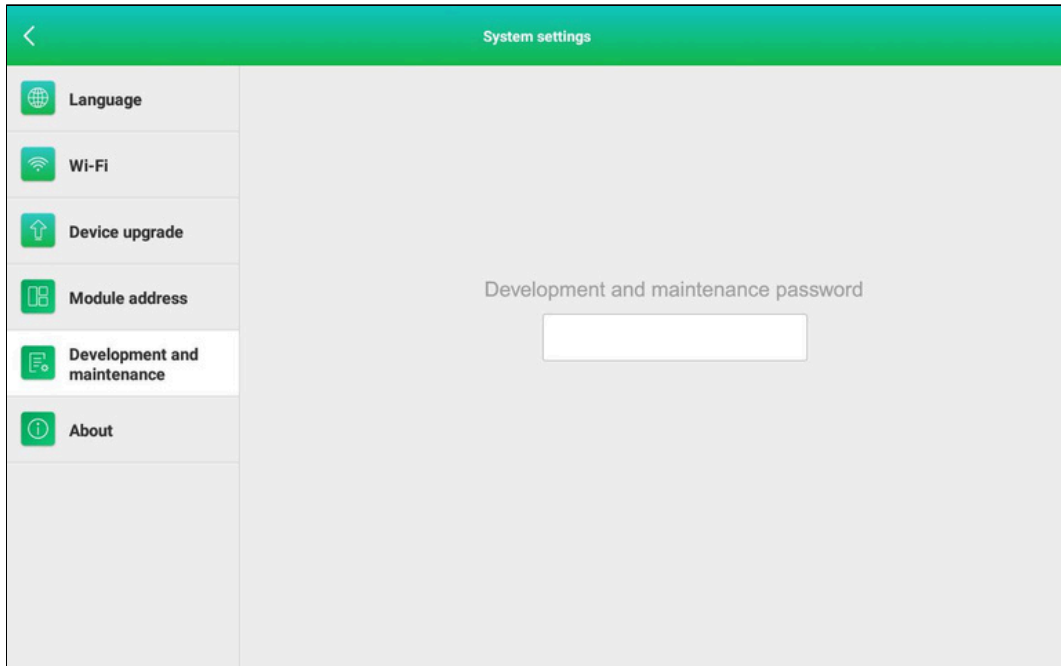 System settings
Language
Wi-Fi
Device upgrade
Module address
Development and
maintenance
About
Development and maintenance password